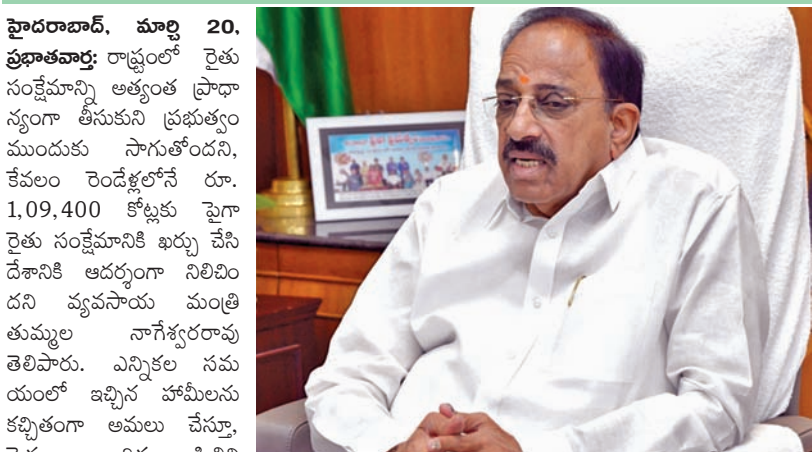 హైదరాబాద్, మార్చి 20,
ప్రభాతవార్త: రాష్ట్రంలో రైతు
సంక్షేమాన్ని అత్యంత ప్రాధా
న్యంగా తీసుకుని ప్రభుత్వం
ముందుకు సాగుతోందని,
కేవలం రెండేళ్లలోనే రూ.
1,09,400 కోట్లకు పైగా
రైతు సంక్షేమానికి ఖర్చు చేసి
దేశానికి ఆదర్శంగా నిలిచిం
దని వ్యవసాయ మంత్రి
తుమ్మల నాగేశ్వరరావు
తెలిపారు. ఎన్నికల సమ
యంలో ఇచ్చిన హామీలను
కచ్చితంగా అమలు చేస్తూ,